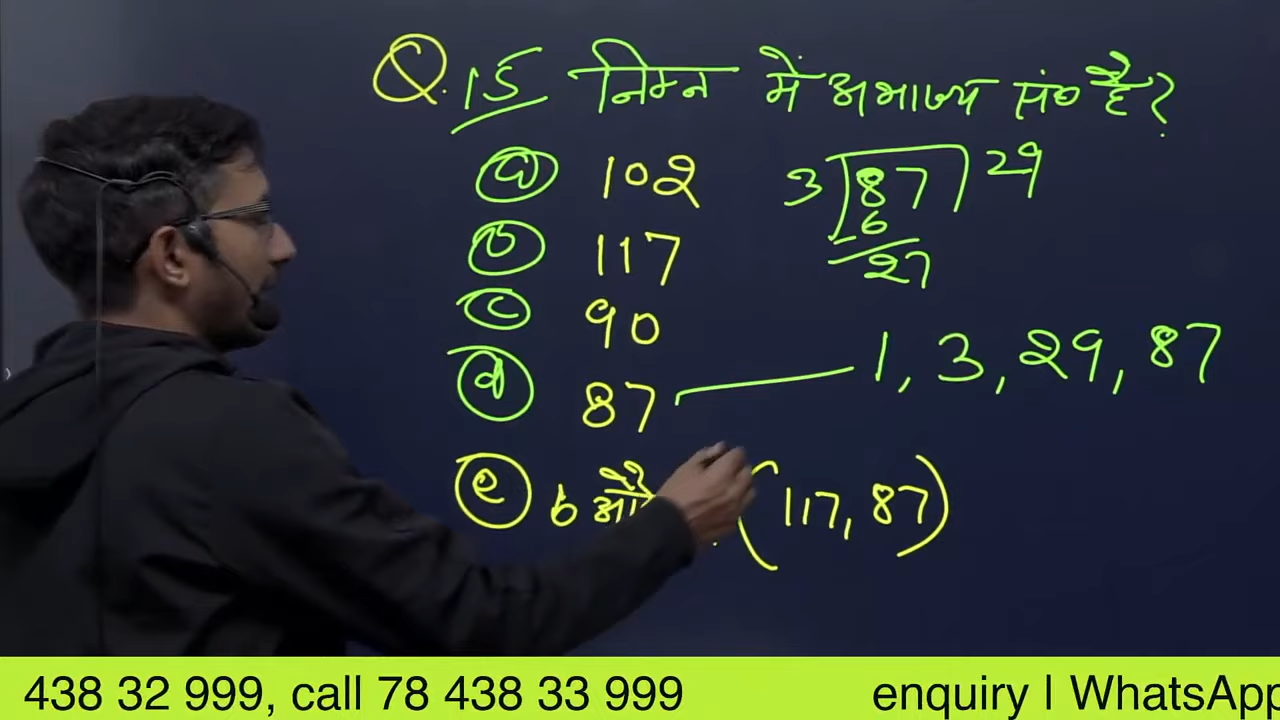 Q.15 निम्न में अभाज्य सं० है?
(a) 102
(b) 117
(c) 90
(d) 87
(e) b औ (117, 87)
3 87 29
6
27
1, 3, 29, 87
438 32 999, call 78 438 33 999 enquiry | WhatsApp